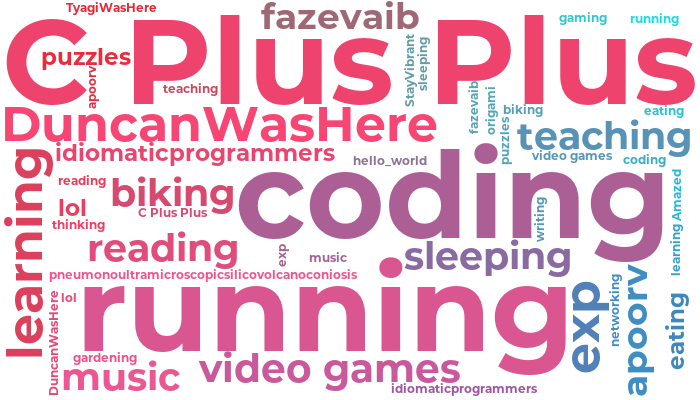 TyagiWasHere
fazevaib
gaming
running
C Plus Plus
puzzles
apoorv
teaching
StayVibrant
sleeping
DuncanWasHere
fazevaib
origami
puzzles
biking
eating
teaching
idiomaticprogrammers
hello_world
video games
coding
learning
reading
biking
C Plus Plus
lol
thinking
coding
writing
Amazed
learning
reading
exp
music
sleeping
pneumonoultramicroscopicsilicovolcanoconiosis
DuncanWasHere
lol
running
exp
networking
apoorv
eating
gardening
music
video games
idiomaticprogrammers